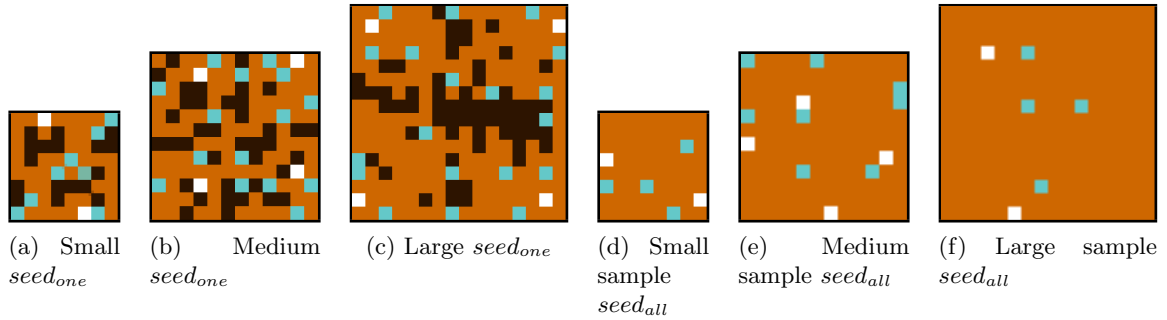 (a) Small
seed_one
(b) Medium
seed_one
(c) Large seed_one
(d) Small
sample
seed_all
(e) Medium
sample seed_all
(f) Large sample
seed_all